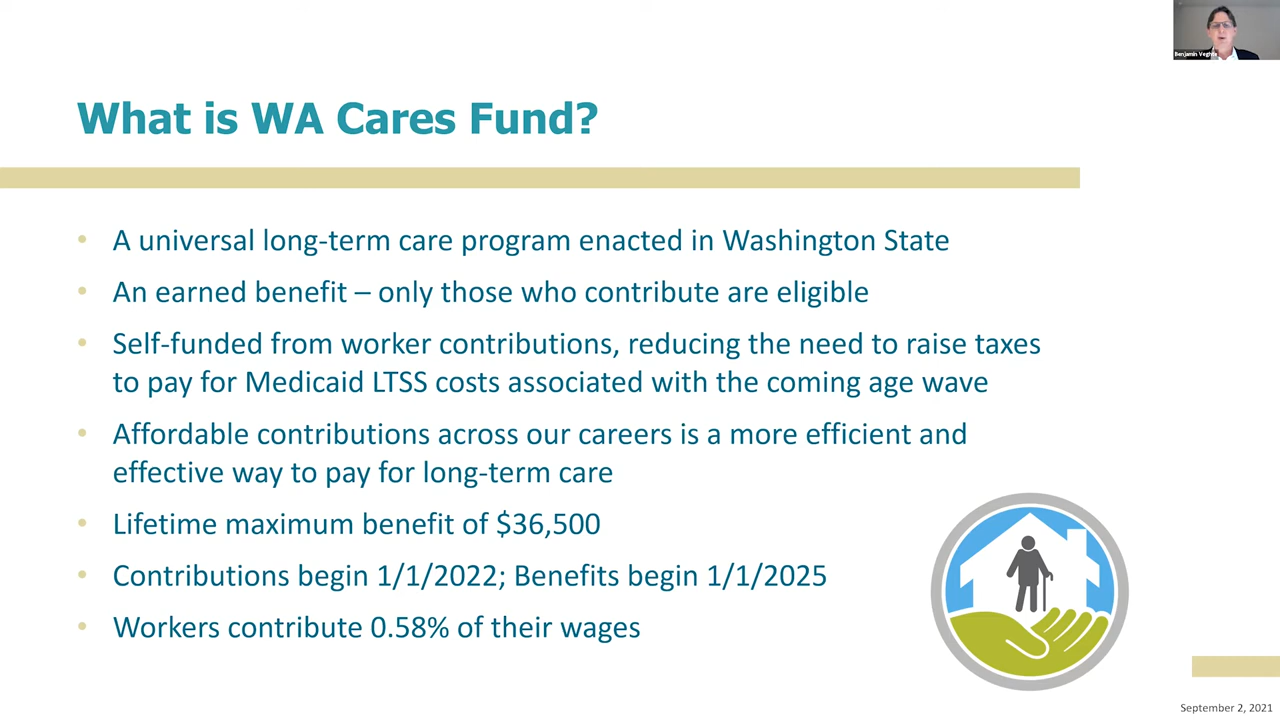 Benjamin Veghte
What is WA Cares Fund?
• A universal long-term care program enacted in Washington State
• An earned benefit – only those who contribute are eligible
• Self-funded from worker contributions, reducing the need to raise taxes
to pay for Medicaid LTSS costs associated with the coming age wave
• Affordable contributions across our careers is a more efficient and
effective way to pay for long-term care
• Lifetime maximum benefit of $36,500
• Contributions begin 1/1/2022; Benefits begin 1/1/2025
• Workers contribute 0.58% of their wages
September 2, 2021